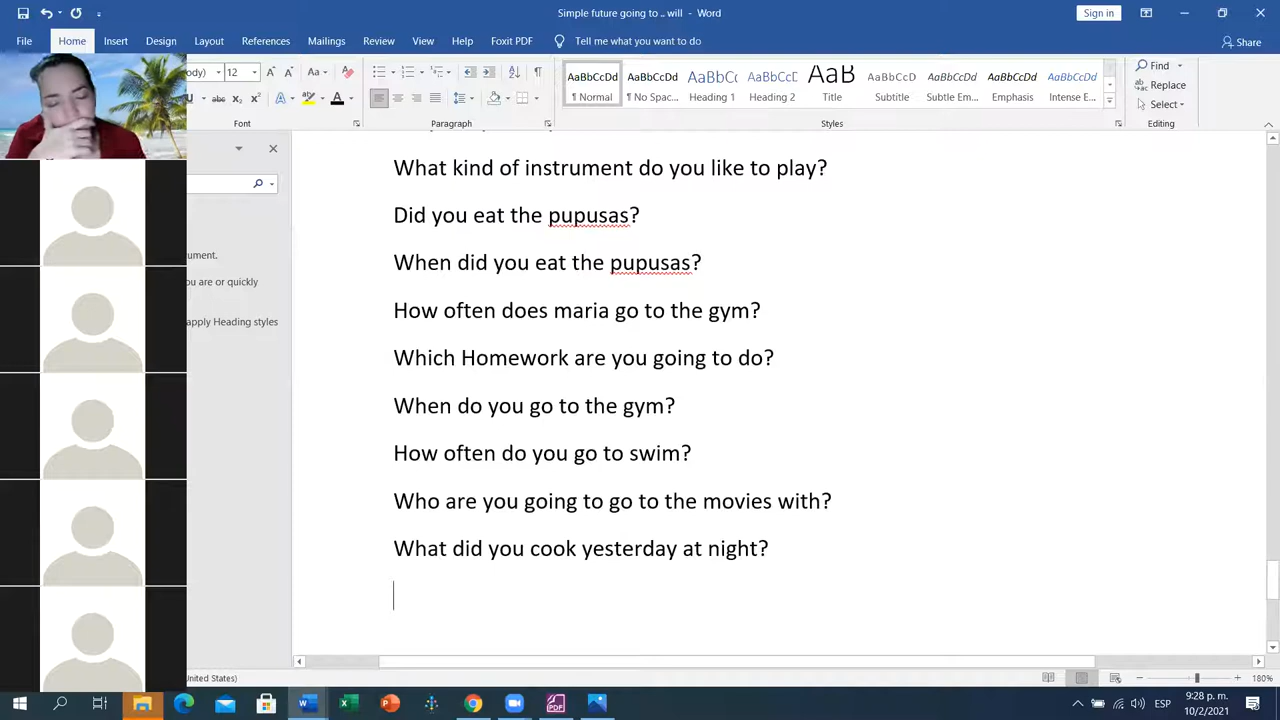 Simple future going to .. will - Word
Sign in
File Home Insert Design Layout References Mailings Review View Help Foxit PDF Tell me what you want to do Share
ody) 12 A A Aa
AaBbCcDd AaBbCcDd AaBbC( AaBbCcD AaB AaBbCcD AaBbCcDd AaBbCcDd AaBbCcDd
¶ Normal ¶ No Spac... Heading 1 Heading 2 Title Subtitle Subtle Em... Emphasis Intense E...
Find
Replace
Select
Font Paragraph Styles Editing
ument.
ou are or quickly
apply Heading styles
What kind of instrument do you like to play?
Did you eat the pupusas?
When did you eat the pupusas?
How often does maria go to the gym?
Which Homework are you going to do?
When do you go to the gym?
How often do you go to swim?
Who are you going to go to the movies with?
What did you cook yesterday at night?
United States)
180%
ESP
9:28 p. m.
10/2/2021